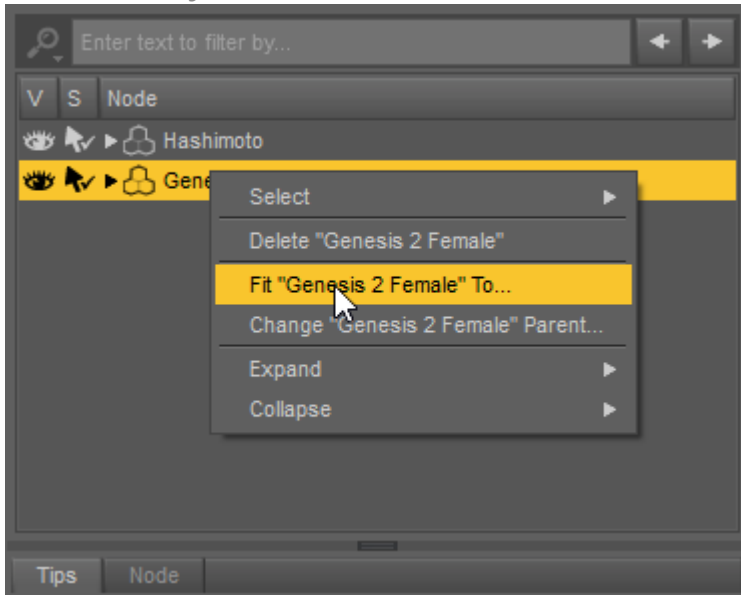 Enter text to filter by...
V S Node
Hashimoto
Gene
Select
Delete "Genesis 2 Female"
Fit "Genesis 2 Female" To...
Change "Genesis 2 Female" Parent...
Expand
Collapse
Tips Node